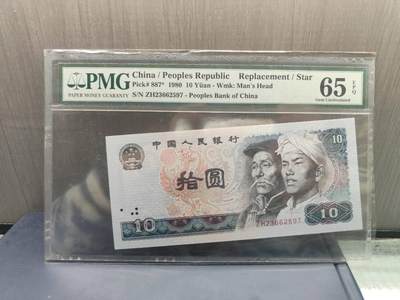 PMG
PAPER MONEY GUARANTY
China / Peoples Republic Replacement / Star
Pick# 887* 1980 10 Yüan - Wmk: Man's Head
S/N ZH23662597 - Peoples Bank of China
65 EPQ
Gem Uncirculated
中国人民银行
10
拾圆
10
ZH23662597
10